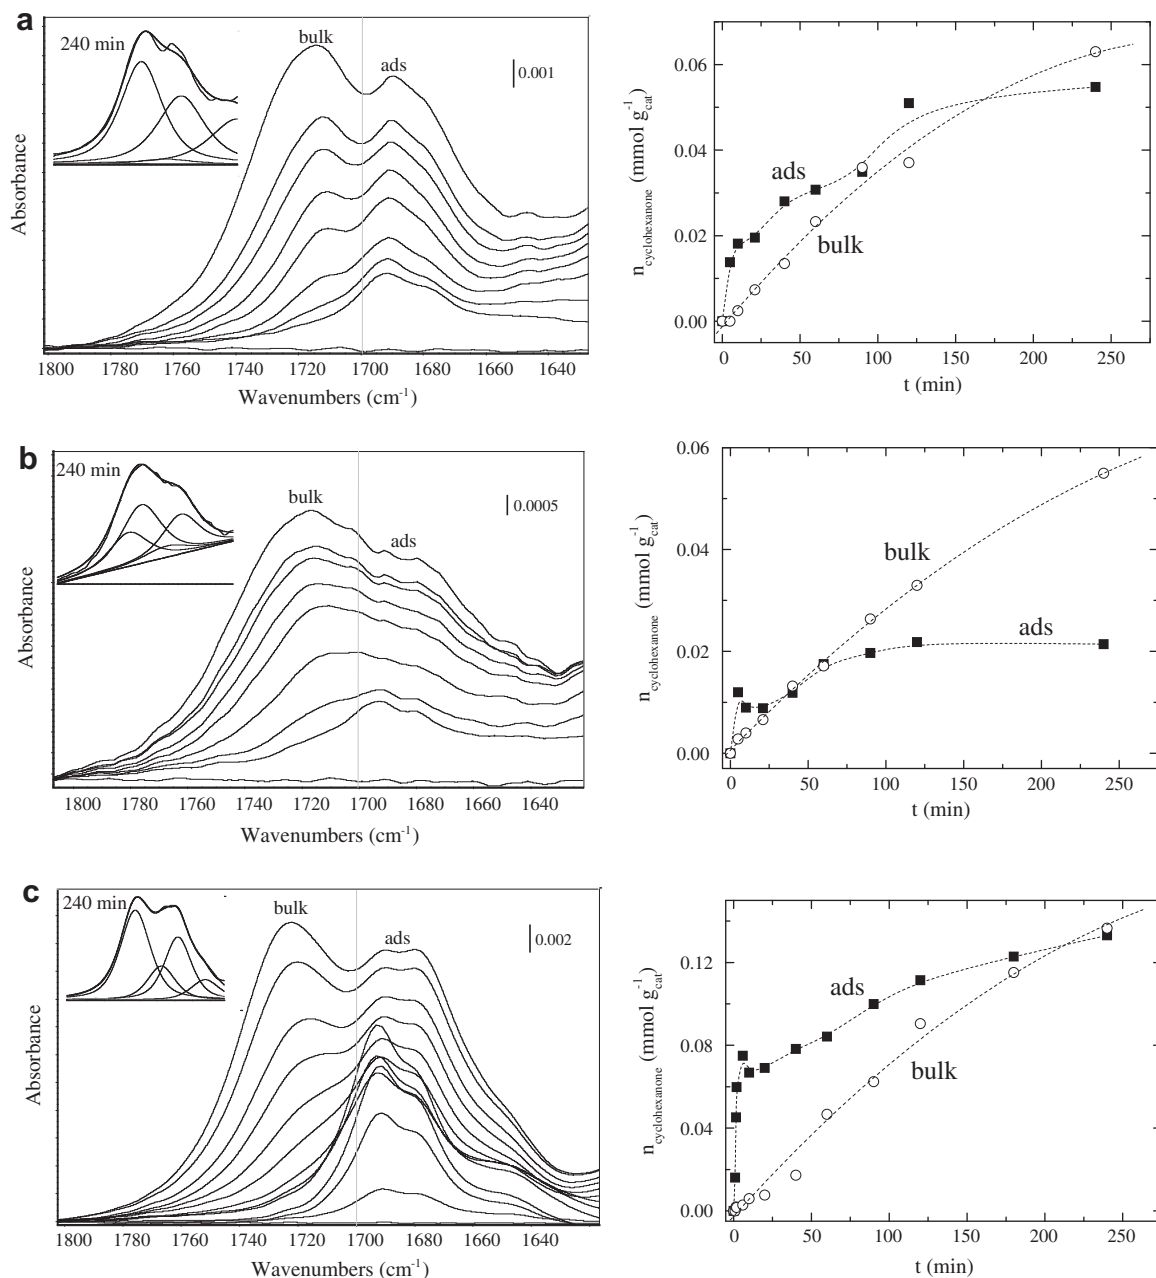 a
240 min
bulk
ads
0.001
Absorbance
1800 1780 1760 1740 1720 1700 1680 1660 1640
Wavenumbers (cm-1)
0.06
0.04
0.02
0.00
n cyclohexanone (mmol g-1 cat)
ads
bulk
0 50 100 150 200 250
t (min)
b
240 min
bulk
ads
0.0005
Absorbance
1800 1780 1760 1740 1720 1700 1680 1660 1640
Wavenumbers (cm-1)
0.06
0.04
0.02
0.00
n cyclohexanone (mmol g-1 cat)
bulk
ads
0 50 100 150 200 250
t (min)
c
240 min
bulk
ads
0.002
Absorbance
1800 1780 1760 1740 1720 1700 1680 1660 1640
Wavenumbers (cm-1)
0.12
0.08
0.04
0.00
n cyclohexanone (mmol g-1 cat)
ads
bulk
0 50 100 150 200 250
t (min)